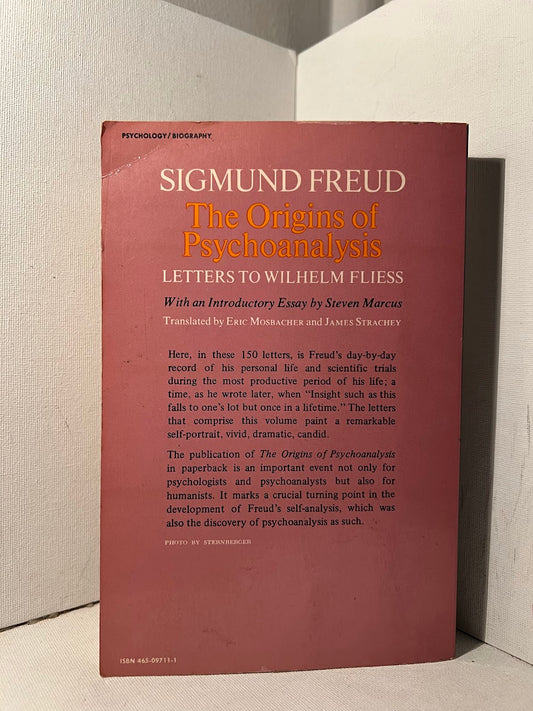 PSYCHOLOGY/BIOGRAPHY
SIGMUND FREUD
The Origins of
Psychoanalysis
LETTERS TO WILHELM FLIESS
With an Introductory Essay by Steven Marcus
Translated by ERIC MOSBACHER and JAMES STRACHEY
Here, in these 150 letters, is Freud's day-by-day
record of his personal life and scientific trials
during the most productive period of his life; a
time, as he wrote later, when "Insight such as this
falls to one's lot but once in a lifetime." The letters
that comprise this volume paint a remarkable
self-portrait, vivid, dramatic, candid.
The publication of The Origins of Psychoanalysis
in paperback is an important event not only for
psychologists and psychoanalysts but also for
humanists. It marks a crucial turning point in the
development of Freud's self-analysis, which was
also the discovery of psychoanalysis as such.
PHOTO BY STERNBERGER
ISBN 465-09711-1